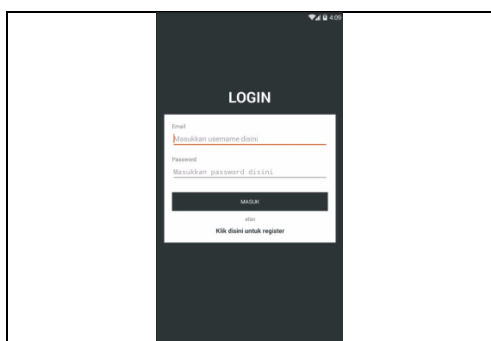 4:09
LOGIN
Email
Masukkan username disini
Password
Masukkan password disini
MASUK
atau
Klik disini untuk register